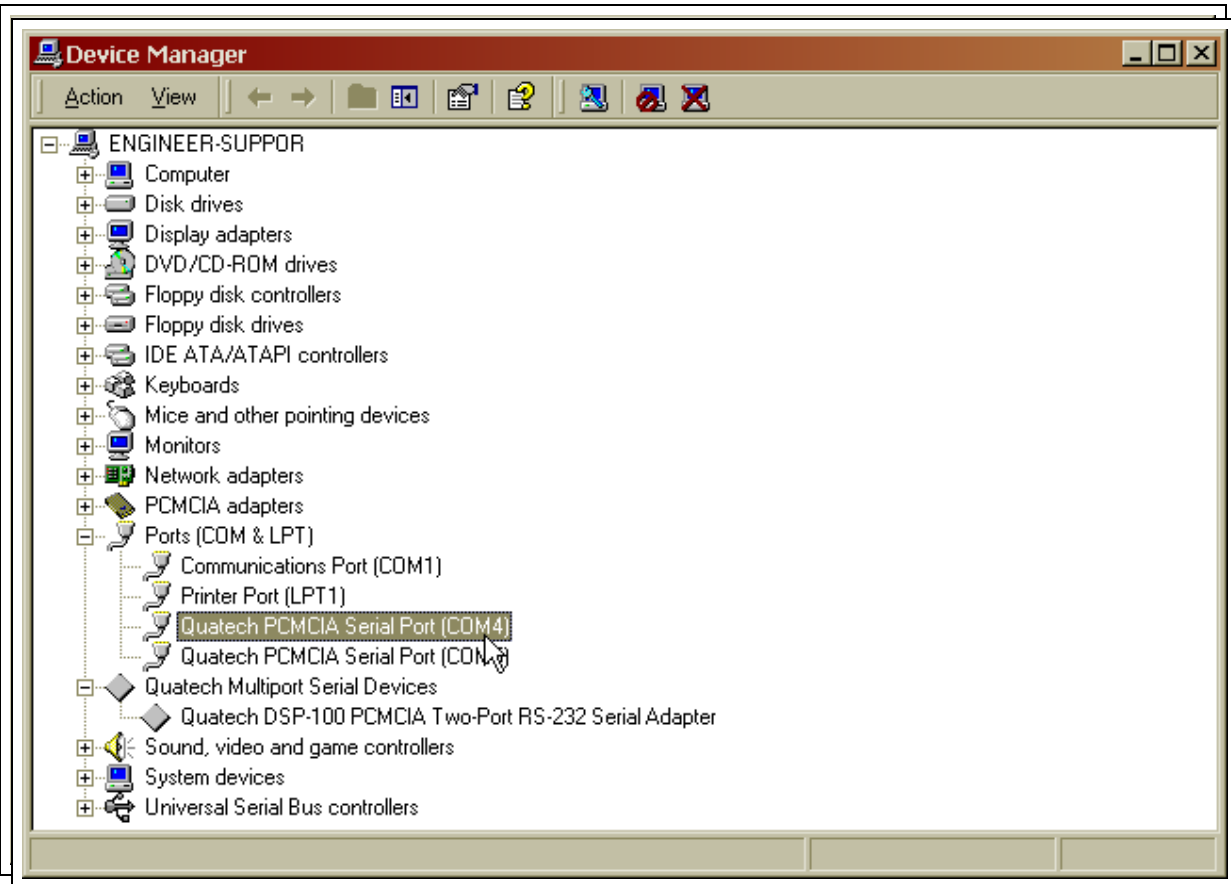 Device Manager
Action View
ENGINEER-SUPPOR
Computer
Disk drives
Display adapters
DVD/CD-ROM drives
Floppy disk controllers
Floppy disk drives
IDE ATA/ATAPI controllers
Keyboards
Mice and other pointing devices
Monitors
Network adapters
PCMCIA adapters
Ports (COM & LPT)
Communications Port (COM1)
Printer Port (LPT1)
Quatech PCMCIA Serial Port (COM4)
Quatech PCMCIA Serial Port
Quatech Multiport Serial Devices
Quatech DSP-100 PCMCIA Two-Port RS-232 Serial Adapter
Sound, video and game controllers
System devices
Universal Serial Bus controllers